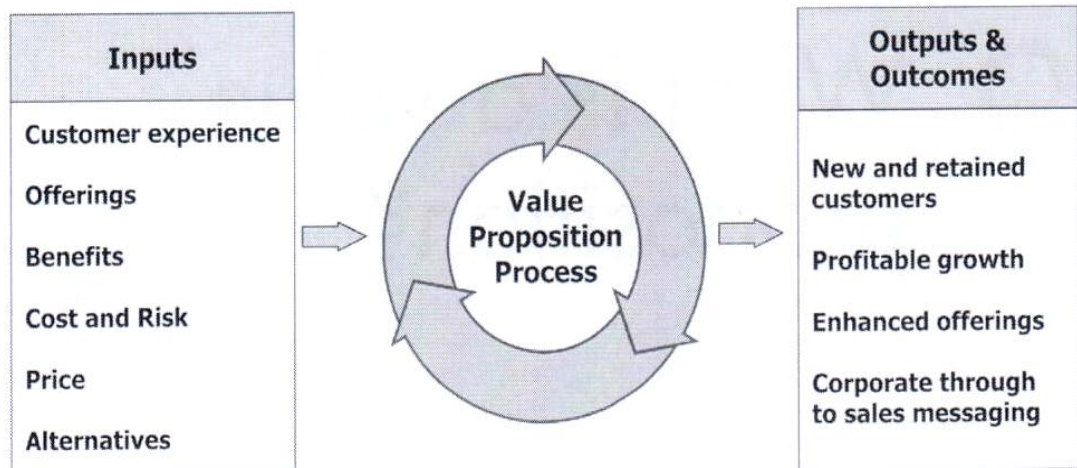 Inputs
Customer experience
Offerings
Benefits
Cost and Risk
Price
Alternatives
Value
Proposition
Process
Outputs &
Outcomes
New and retained
customers
Profitable growth
Enhanced offerings
Corporate through
to sales messaging